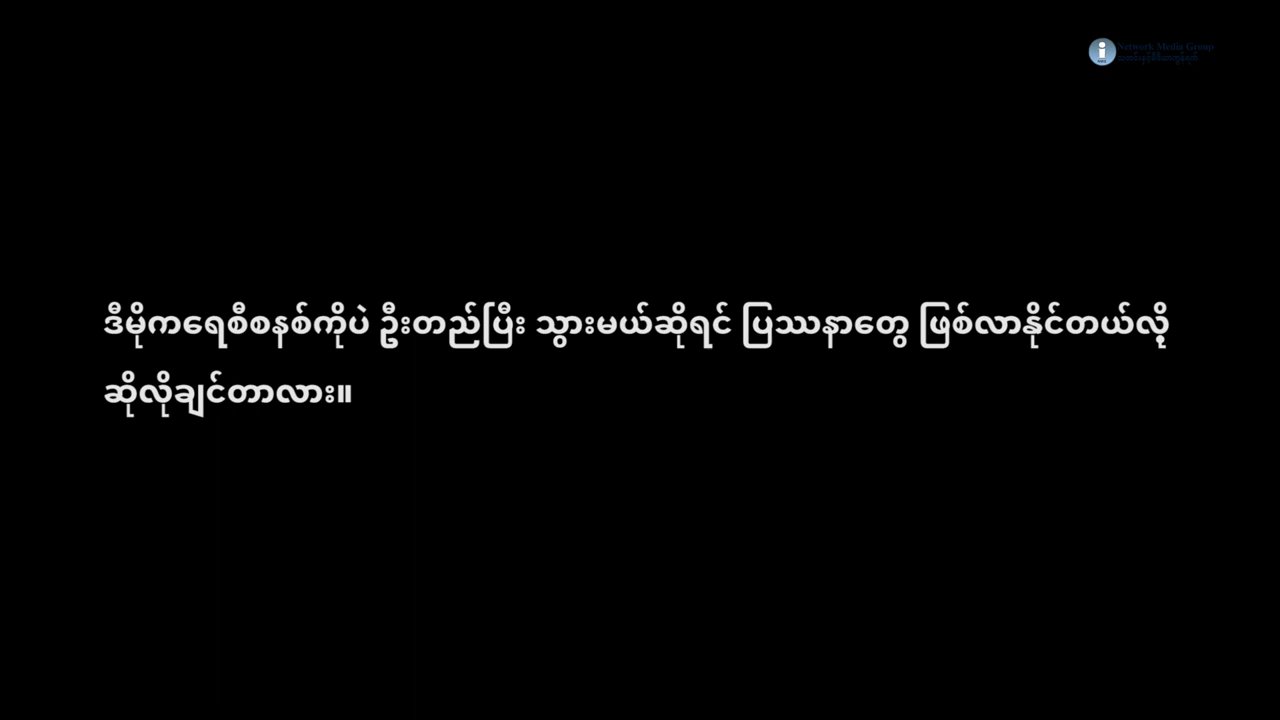 Network Media Group
ဒီမိုကရေစီစနစ်ကိုပဲ ဦးတည်ပြီး သွားမယ်ဆိုရင် ပြဿနာတွေ ဖြစ်လာနိုင်တယ်လို့
ဆိုလိုချင်တာလား။